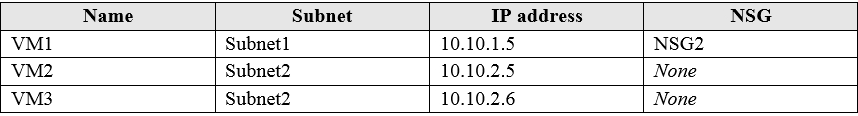 Name Subnet IP address NSG
VM1 Subnet1 10.10.1.5 NSG2
VM2 Subnet2 10.10.2.5 None
VM3 Subnet2 10.10.2.6 None